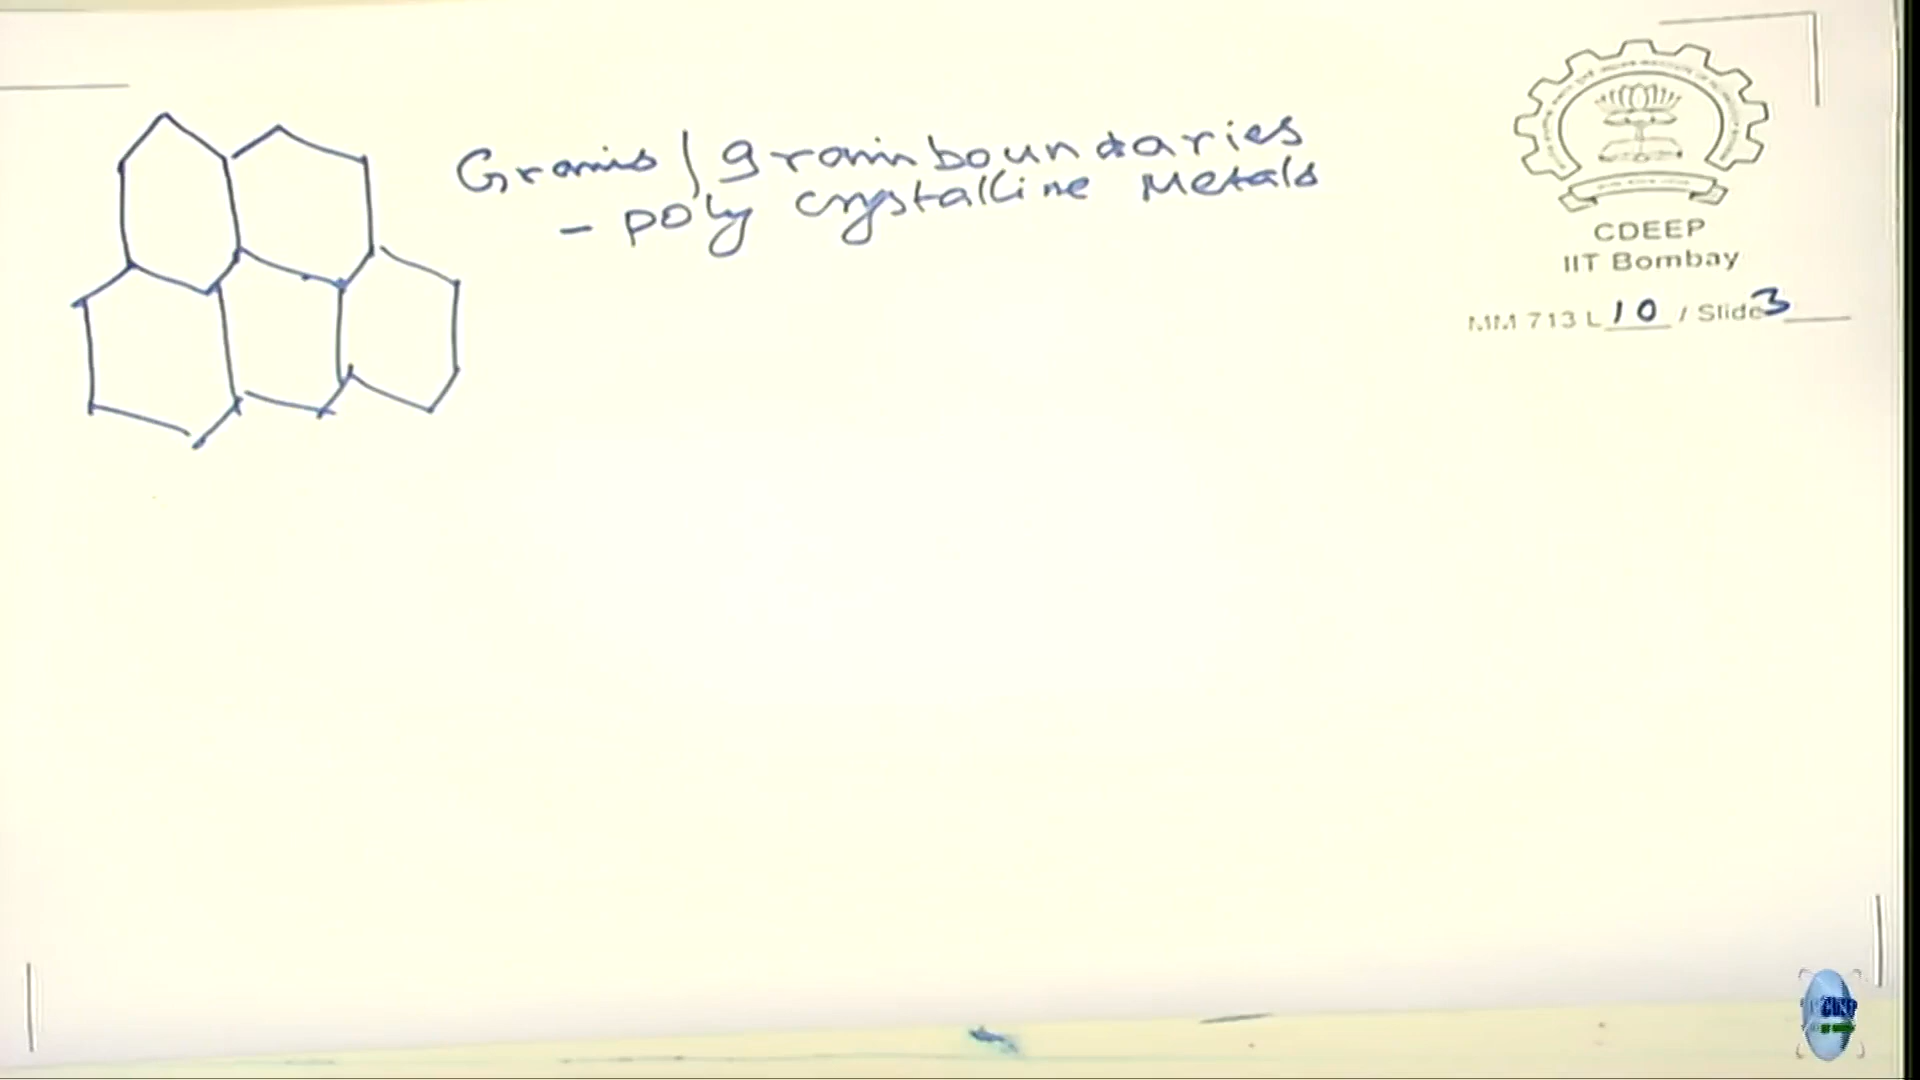 Grains / grain boundaries
- poly crystalline Metals
CDEEP
IIT Bombay
MM 713 L 10 / Slide 3